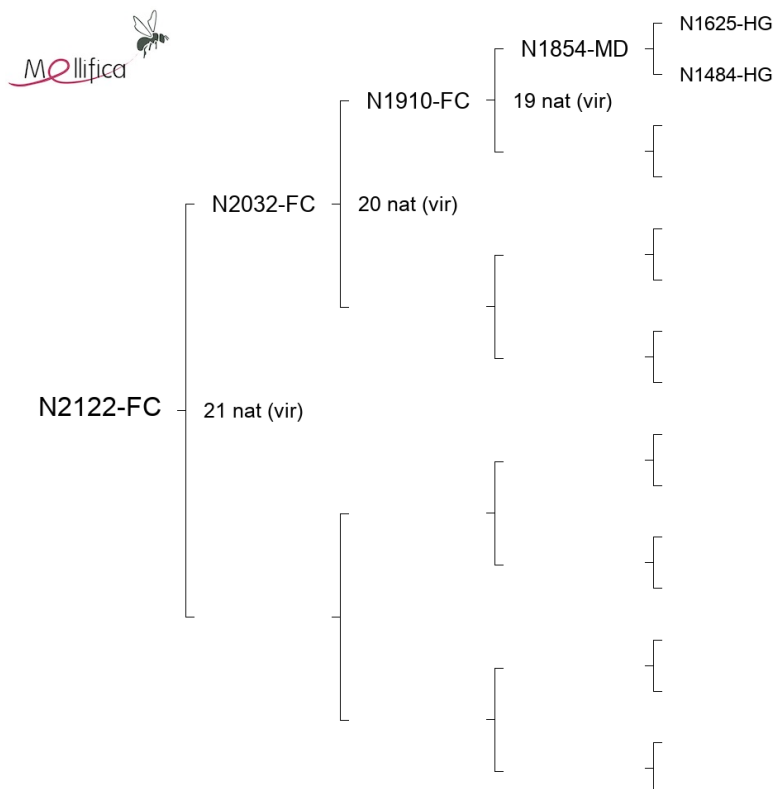 Mellifica
N1625-HG
N1854-MD
N1484-HG
N1910-FC
19 nat (vir)
N2032-FC
20 nat (vir)
N2122-FC
21 nat (vir)